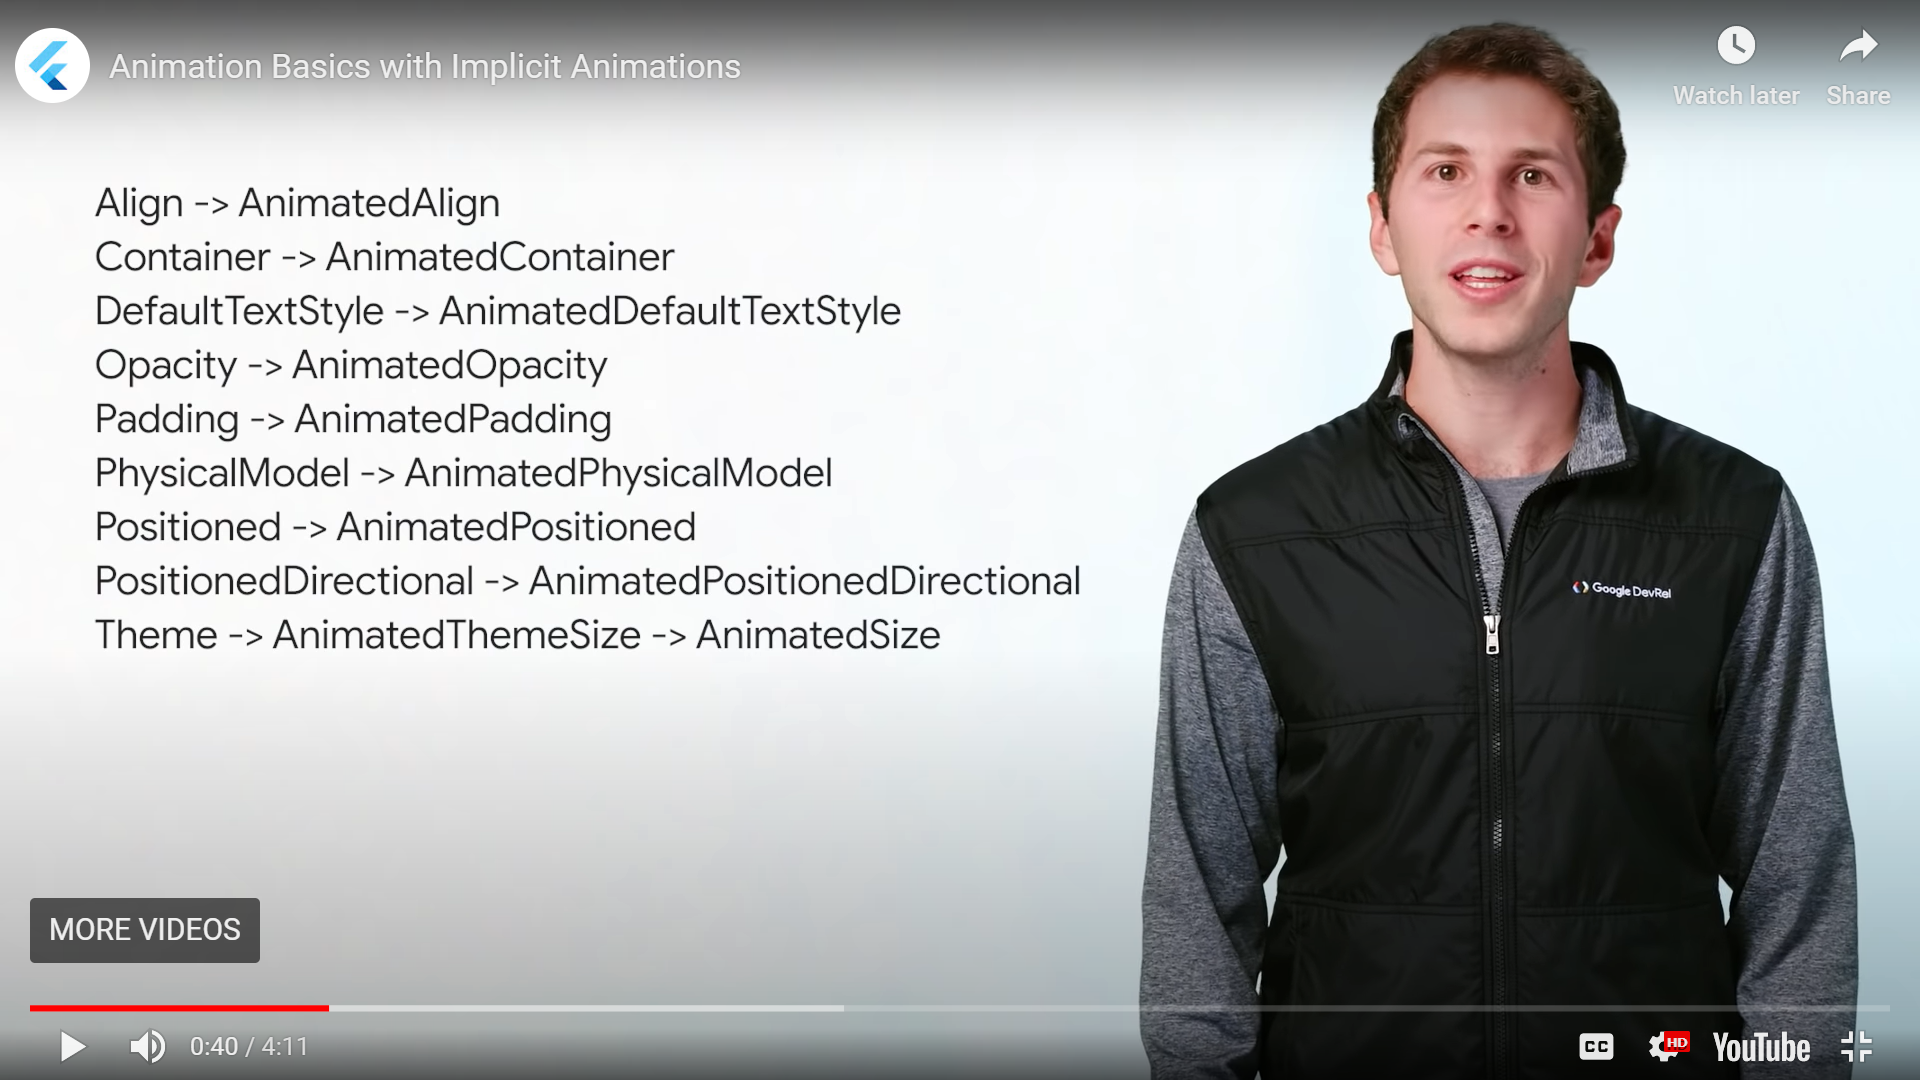 Animation Basics with Implicit Animations
Watch later
Share
Align -> AnimatedAlign
Container -> AnimatedContainer
DefaultTextStyle -> AnimatedDefaultTextStyle
Opacity -> AnimatedOpacity
Padding -> AnimatedPadding
PhysicalModel -> AnimatedPhysicalModel
Positioned -> AnimatedPositioned
PositionedDirectional -> AnimatedPositionedDirectional
Theme -> AnimatedThemeSize -> AnimatedSize
Google DevRel
MORE VIDEOS
0:40 / 4:11
CC
HD
YouTube